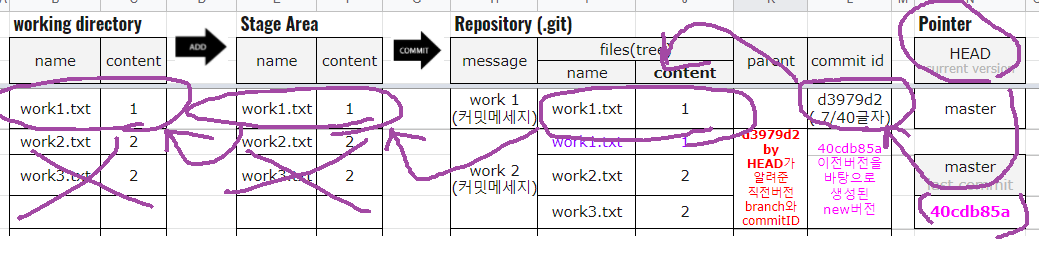 working directory
ADD
Stage Area
COMMIT
Repository (.git)
Pointer
name
content
name
content
message
files(tree
name
content
parent
commit id
HEAD
current version
work1.txt
1
work1.txt
1
work 1
(커밋메세지)
work1.txt
1
d3979d2
(.7/40글자)
master
work2.txt
2
work2.txt
2
work3.txt
2
work3.txt
2
work 2
(커밋메세지)
work1.txt
1
work2.txt
2
work3.txt
2
d3979d2
by
HEAD가
알려준
직전버전
branch와
commitID
40cdb85a
이전버전을
바탕으로
생성된
new버전
master
last commit
40cdb85a